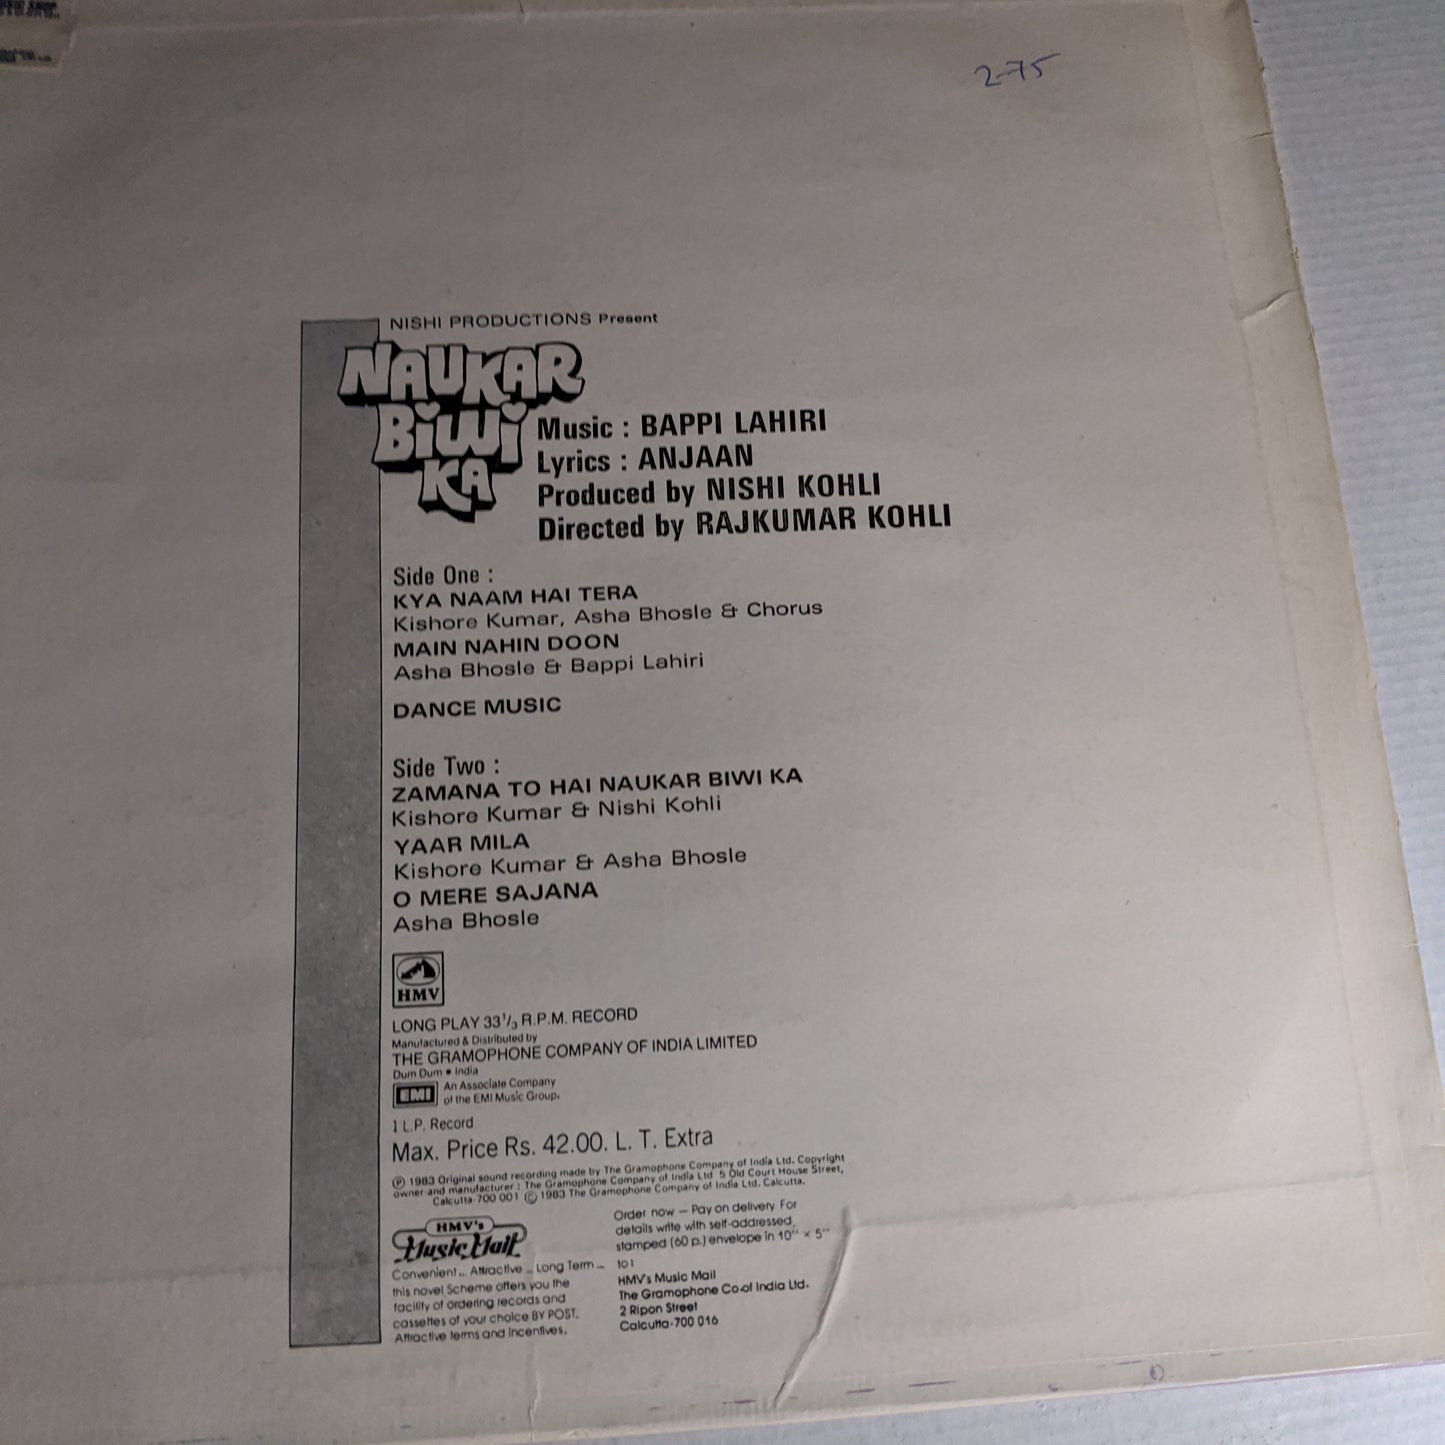 MUSIC SHOP
2-75
NISHI PRODUCTIONS Present
NAUKAR
BIWI
KA
Music : BAPPI LAHIRI
Lyrics : ANJAAN
Produced by NISHI KOHLI
Directed by RAJKUMAR KOHLI
Side One :
KYA NAAM HAI TERA
Kishore Kumar, Asha Bhosle & Chorus
MAIN NAHIN DOON
Asha Bhosle & Bappi Lahiri
DANCE MUSIC
Side Two :
ZAMANA TO HAI NAUKAR BIWI KA
Kishore Kumar & Nishi Kohli
YAAR MILA
Kishore Kumar & Asha Bhosle
O MERE SAJANA
Asha Bhosle
HMV
LONG PLAY 33 1/3 R.P.M. RECORD
Manufactured & Distributed by
THE GRAMOPHONE COMPANY OF INDIA LIMITED
Dum Dum • India
EMI
An Associate Company
of the EMI Music Group.
1 L.P. Record
Max. Price Rs. 42.00. L. T. Extra
Ⓟ 1983 Original sound recording made by The Gramophone Company of India Ltd. Copyright
owner and manufacturer : The Gramophone Company of India Ltd 5 Old Court House Street,
Calcutta-700 001 © 1983 The Gramophone Company of India Ltd. Calcutta.
HMV's
Music Mail
Convenient... Attractive ... Long Term ...
this novel Scheme offers you the
facility of ordering records and
cassettes of your choice BY POST.
Attractive terms and incentives.
Order now — Pay on delivery For
details write with self-addressed,
stamped (60 p.) envelope in 10'' × 5''
to:
HMV's Music Mail
The Gramophone Co.of India Ltd.
2 Ripon Street
Calcutta-700 016